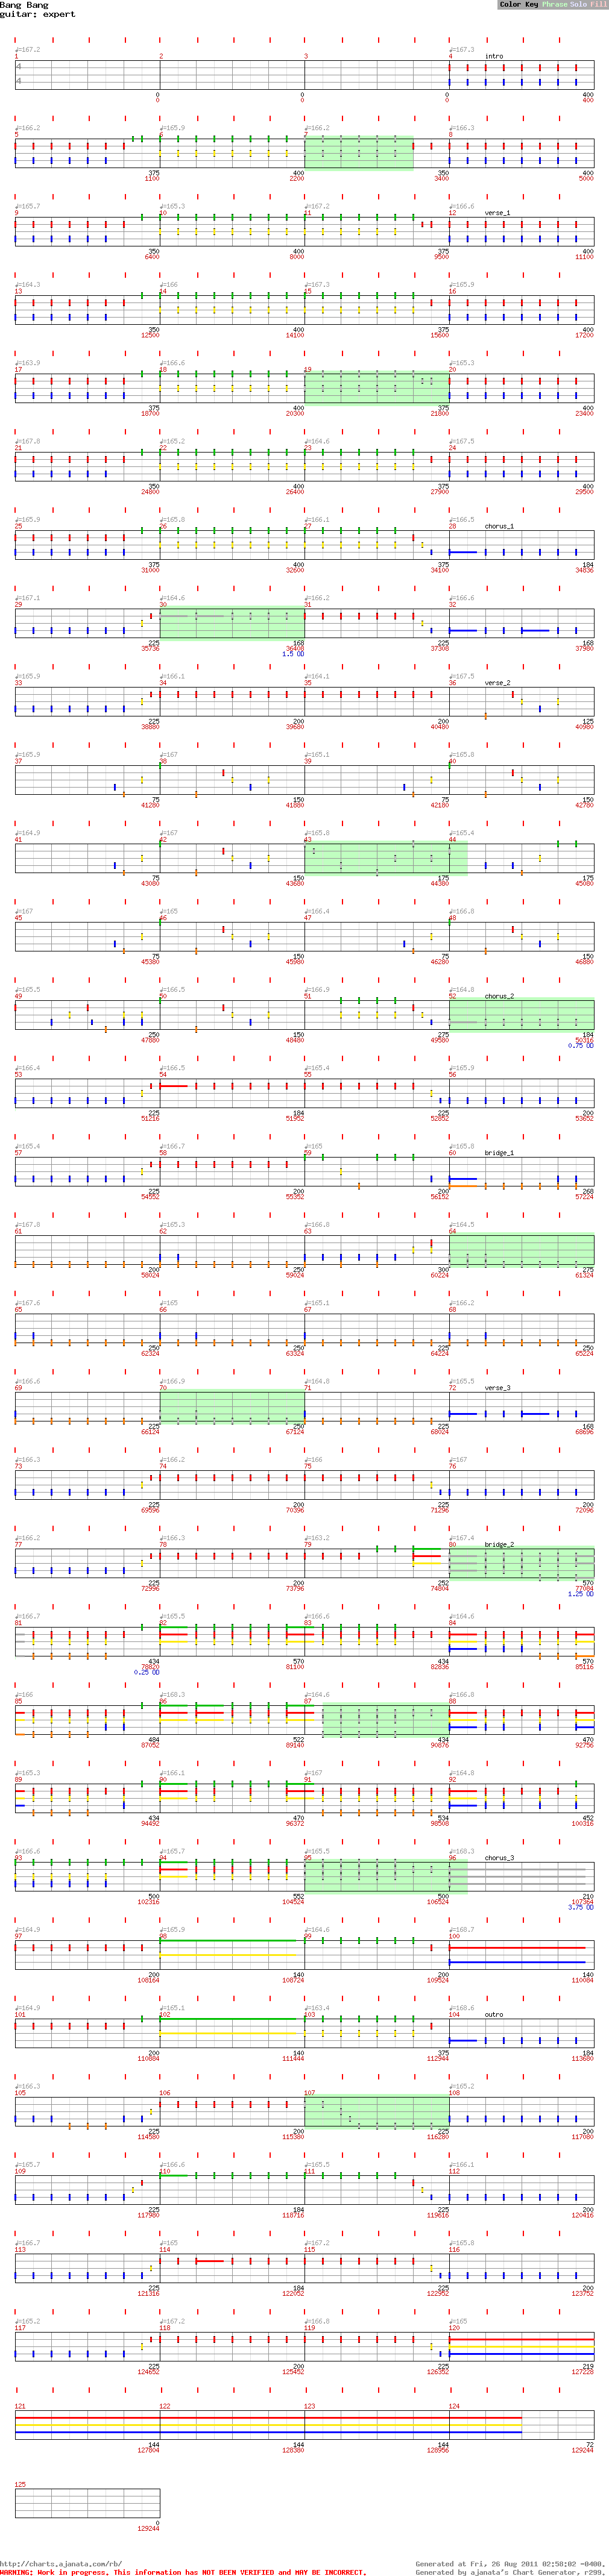 Bang Bang
Color Key Phrase Solo Fill
guitar: expert
♩=167.2 ♩=167.3
1 2 3 4 intro
0 0 0 400
0 0 0 400
♩=166.2 ♩=165.9 ♩=166.2 ♩=166.3
5 6 7 8
375 400 350 400
1100 2200 3400 5000
♩=165.7 ♩=165.3 ♩=167.2 ♩=166.6
9 10 11 12 verse_1
350 400 375 400
6400 8000 9500 11100
♩=164.3 ♩=166 ♩=167.3 ♩=165.9
13 14 15 16
350 400 375 400
12500 14100 15600 17200
♩=163.9 ♩=166.6 ♩=165.3
17 18 19 20
375 400 375 400
18700 20300 21800 23400
♩=167.8 ♩=165.2 ♩=164.6 ♩=167.5
21 22 23 24
350 400 375 400
24800 26400 27900 29500
♩=165.9 ♩=165.8 ♩=166.1 ♩=166.5
25 26 27 28 chorus_1
375 400 375 184
31000 32600 34100 34836
♩=167.1 ♩=164.6 ♩=166.2 ♩=166.6
29 30 31 32
225 168 225 168
35736 36408 37308 37980
1.5 OD
♩=165.9 ♩=166.1 ♩=164.1 ♩=167.5
33 34 35 36 verse_2
225 200 200 125
38880 39680 40480 40980
♩=165.9 ♩=167 ♩=165.1 ♩=165.8
37 38 39 40
75 150 75 150
41280 41880 42180 42780
♩=164.9 ♩=167 ♩=165.8 ♩=165.4
41 42 43 44
75 150 175 175
43080 43680 44380 45080
♩=167 ♩=165 ♩=166.4 ♩=166.8
45 46 47 48
75 150 75 150
45380 45980 46280 46880
♩=165.5 ♩=166.5 ♩=166.9 ♩=164.8
49 50 51 52 chorus_2
250 150 275 184
47880 48480 49580 50316
0.75 OD
♩=166.4 ♩=166.5 ♩=165.4 ♩=165.9
53 54 55 56
225 184 225 200
51216 51952 52852 53652
♩=165.4 ♩=166.7 ♩=165 ♩=165.8
57 58 59 60 bridge_1
225 200 200 268
54552 55352 56152 57224
♩=167.8 ♩=165.3 ♩=166.8 ♩=164.5
61 62 63 64
200 250 300 275
58024 59024 60224 61324
♩=167.6 ♩=165 ♩=165.1 ♩=166.2
65 66 67 68
250 250 225 250
62324 63324 64224 65224
♩=166.6 ♩=166.9 ♩=164.8 ♩=165.5
69 70 71 72 verse_3
225 250 225 168
66124 67124 68024 68696
♩=166.3 ♩=166.2 ♩=166 ♩=167
73 74 75 76
225 200 225 200
69596 70396 71296 72096
♩=166.2 ♩=166.3 ♩=163.2 ♩=167.4
77 78 79 80 bridge_2
225 200 252 570
72996 73796 74804 77084
1.25 OD
♩=166.7 ♩=165.5 ♩=166.6 ♩=164.6
81 82 83 84
434 570 434 570
78820 81100 82836 85116
0.25 OD
♩=166 ♩=168.3 ♩=164.6 ♩=166.8
85 86 87 88
484 522 434 470
87052 89140 90876 92756
♩=165.3 ♩=166.1 ♩=167 ♩=164.8
89 90 91 92
434 470 534 452
94492 96372 98508 100316
♩=166.6 ♩=165.7 ♩=165.5 ♩=168.3
93 94 95 96 chorus_3
500 552 500 210
102316 104524 106524 107364
3.75 OD
♩=164.9 ♩=165.9 ♩=164.6 ♩=168.7
97 98 99 100
200 140 200 140
108164 108724 109524 110084
♩=164.9 ♩=165.1 ♩=163.4 ♩=168.6
101 102 103 104 outro
200 140 375 184
110884 111444 112944 113680
♩=166.3 ♩=165.2
105 106 107 108
225 200 225 200
114580 115380 116280 117080
♩=165.7 ♩=166.6 ♩=165.5 ♩=166.1
109 110 111 112
225 184 225 200
117980 118716 119616 120416
♩=166.7 ♩=165 ♩=167.2 ♩=165.8
113 114 115 116
225 184 225 200
121316 122052 122952 123752
♩=165.2 ♩=167.2 ♩=166.8 ♩=165
117 118 119 120
225 200 225 219
124652 125452 126352 127228
121 122 123 124
144 144 144 72
127804 128380 128956 129244
125
0
129244
http://charts.ajanata.com/rb/
Generated at Fri, 26 Aug 2011 02:58:02 -0400.
WARNING: Work in progress. This information has NOT BEEN VERIFIED and MAY BE INCORRECT.
Generated by ajanata's Chart Generator, r299.